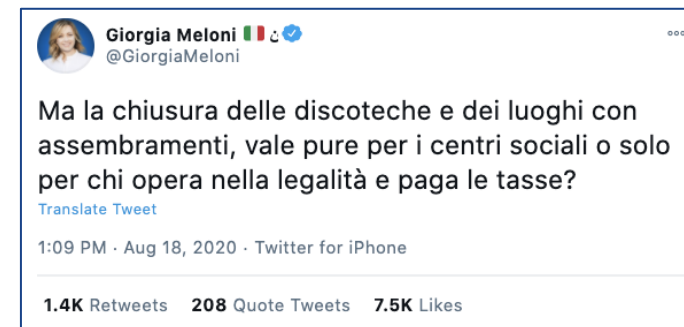 Giorgia Meloni 🇮🇹 ن
@GiorgiaMeloni
Ma la chiusura delle discoteche e dei luoghi con
assembramenti, vale pure per i centri sociali o solo
per chi opera nella legalità e paga le tasse?
Translate Tweet
1:09 PM · Aug 18, 2020 · Twitter for iPhone
1.4K Retweets 208 Quote Tweets 7.5K Likes